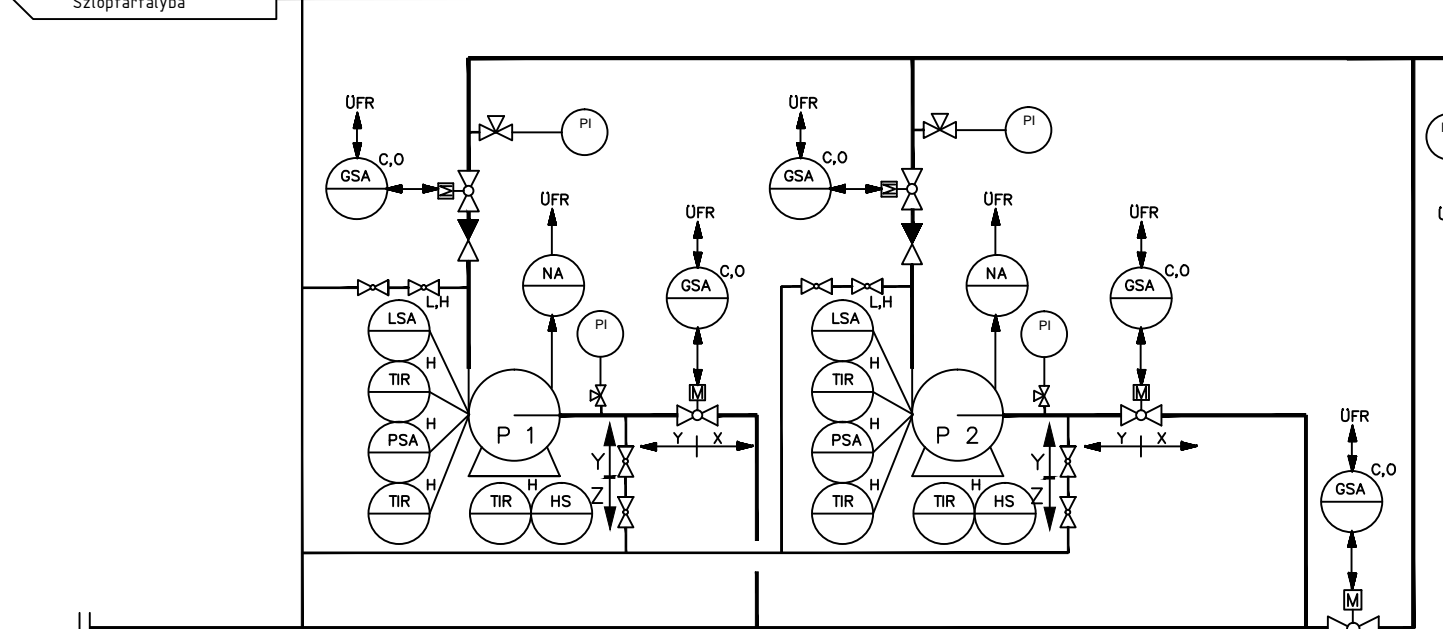 Szlopfartályba
ÜFR
C,O
GSA
M
PI
ÜFR
NA
ÜFR
C,O
GSA
M
PI
L,H
LSA
H
TIR
H
PSA
H
TIR
P 1
H
TIR
HS
Y
Z
Y
X
ÜFR
C,O
GSA
M
PI
ÜFR
NA
ÜFR
C,O
GSA
M
PI
L,H
LSA
H
TIR
H
PSA
H
TIR
P 2
H
TIR
HS
Y
Z
Y
X
ÜFR
C,O
GSA
M